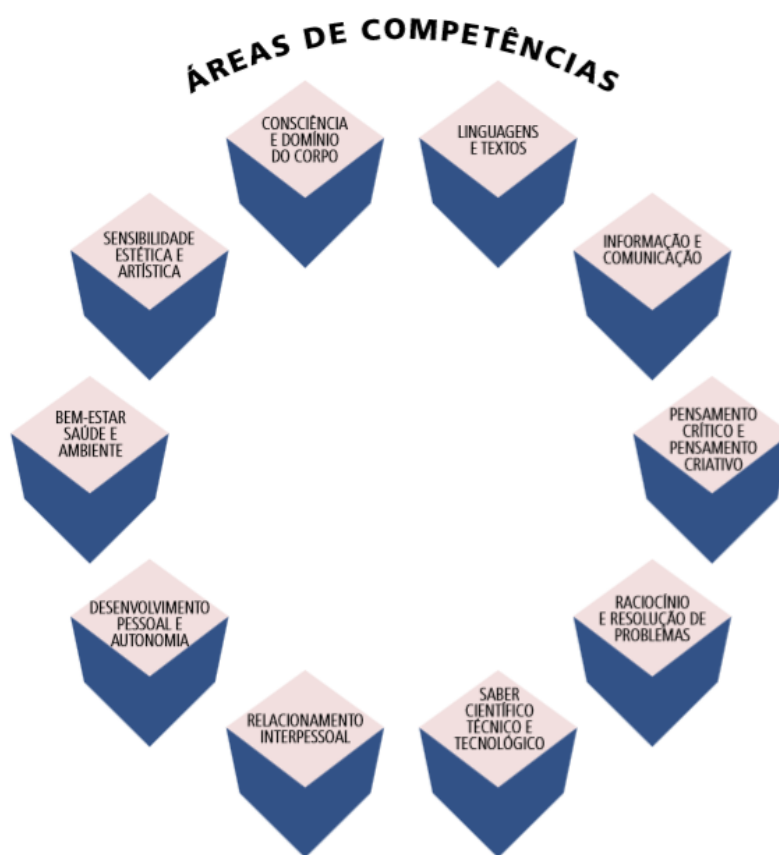 ÁREAS DE COMPETÊNCIAS
CONSCIÊNCIA
E DOMÍNIO
DO CORPO
LINGUAGENS
E TEXTOS
SENSIBILIDADE
ESTÉTICA E
ARTÍSTICA
INFORMAÇÃO E
COMUNICAÇÃO
BEM-ESTAR
SAÚDE E
AMBIENTE
PENSAMENTO
CRÍTICO E
PENSAMENTO
CRIATIVO
DESENVOLVIMENTO
PESSOAL E
AUTONOMIA
RACIOCÍNIO
E RESOLUÇÃO DE
PROBLEMAS
RELACIONAMENTO
INTERPESSOAL
SABER
CIENTÍFICO
TÉCNICO E
TECNOLÓGICO